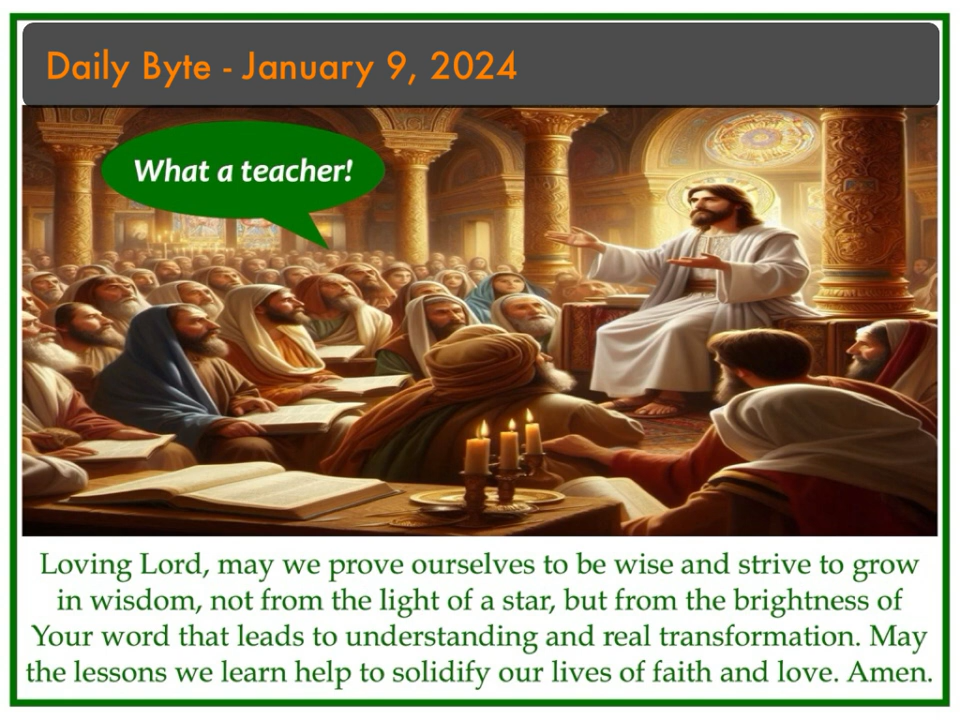 Daily Byte - January 9, 2024
What a teacher!
Loving Lord, may we prove ourselves to be wise and strive to grow
in wisdom, not from the light of a star, but from the brightness of
Your word that leads to understanding and real transformation. May
the lessons we learn help to solidify our lives of faith and love. Amen.